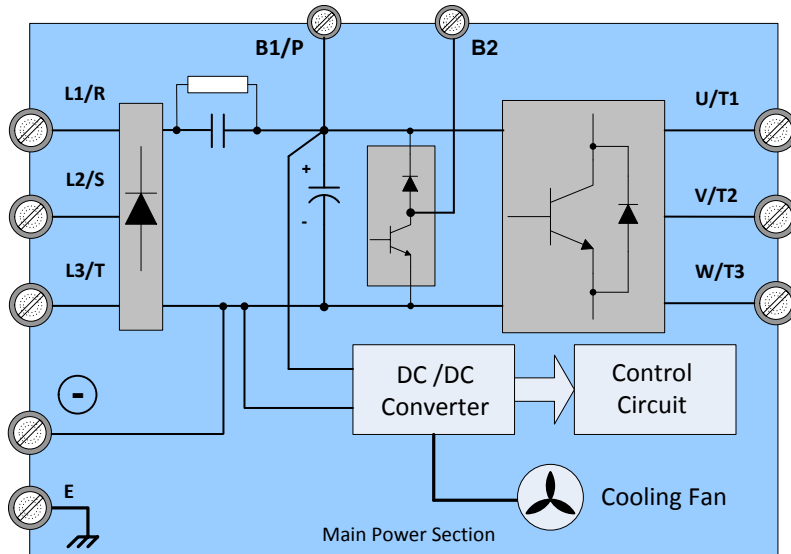 B1/P
B2
L1/R
U/T1
L2/S
V/T2
+
-
L3/T
W/T3
-
DC /DC
Converter
Control
Circuit
E
Cooling Fan
Main Power Section